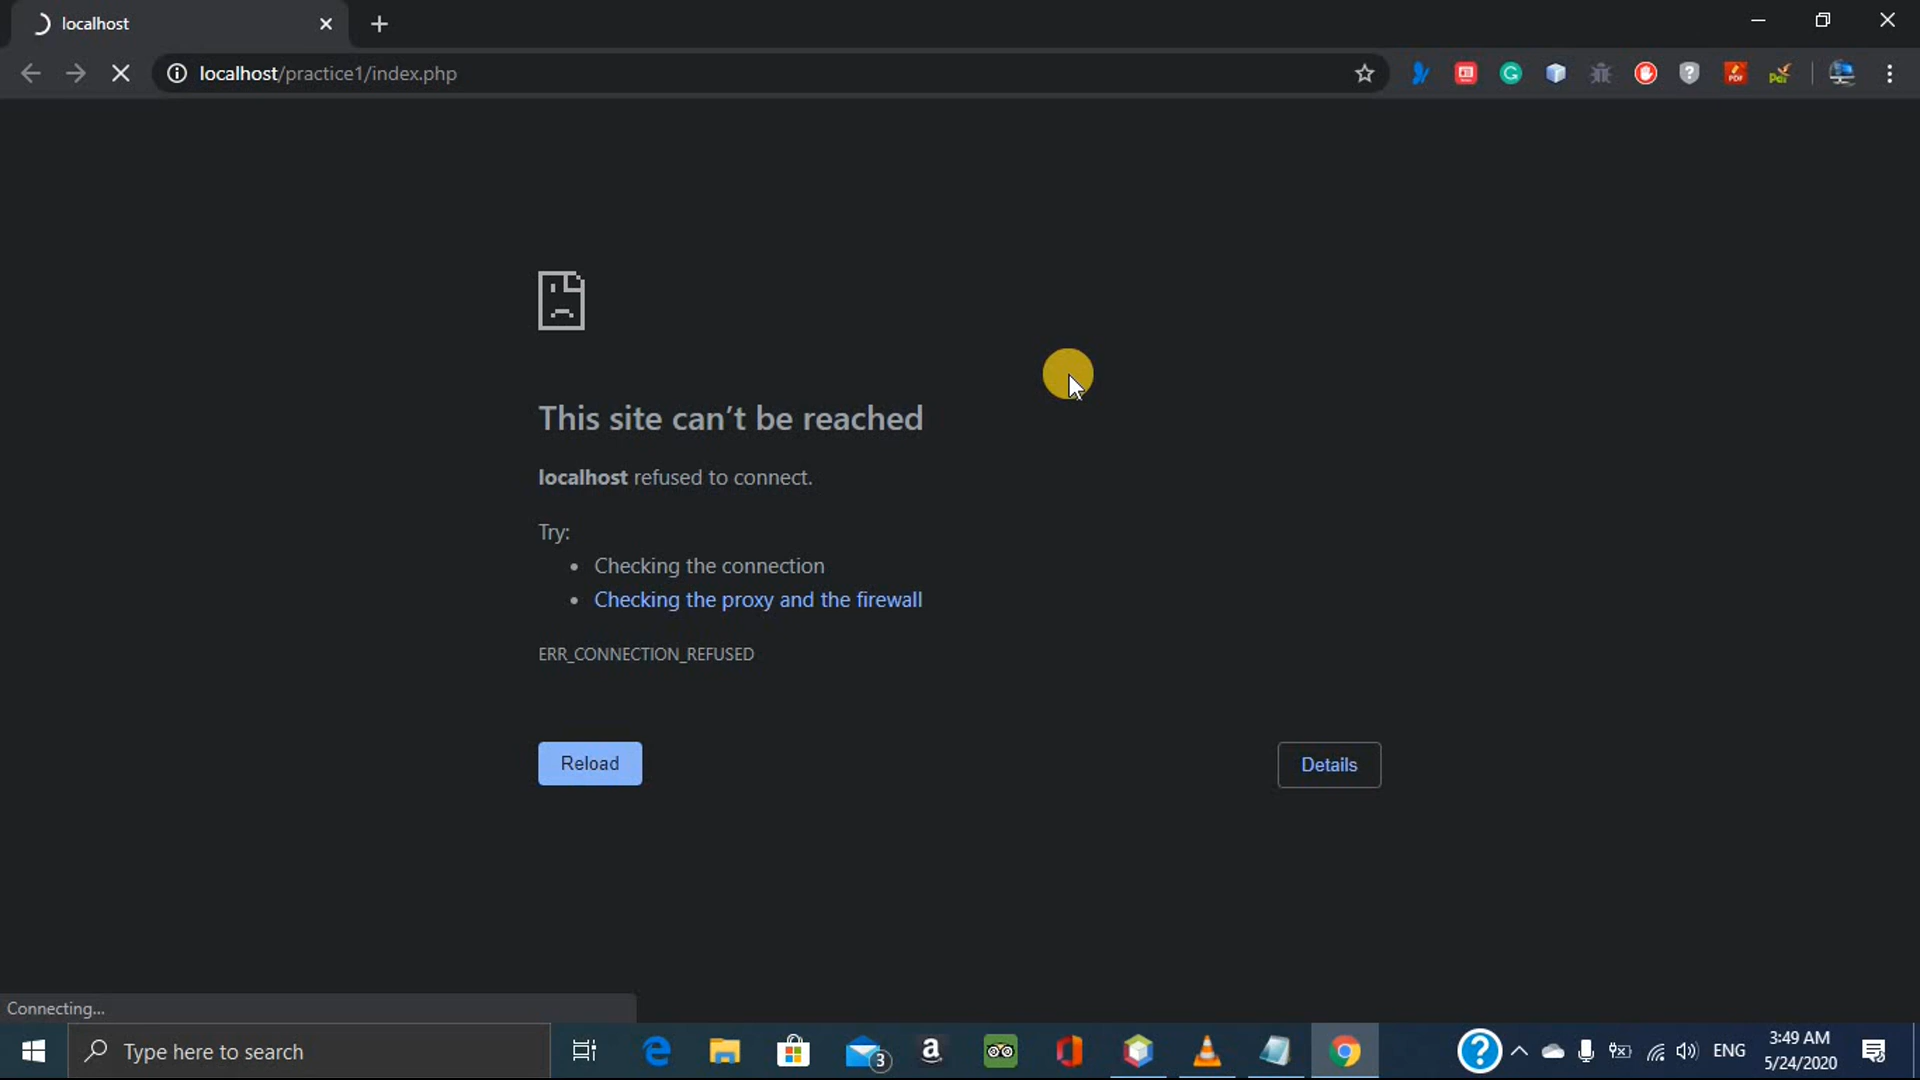 localhost
localhost/practice1/index.php
PDF
This site can’t be reached
localhost refused to connect.
Try:
Checking the connection
Checking the proxy and the firewall
ERR_CONNECTION_REFUSED
Reload
Details
Connecting...
Type here to search
3
a
ENG
3:49 AM
5/24/2020